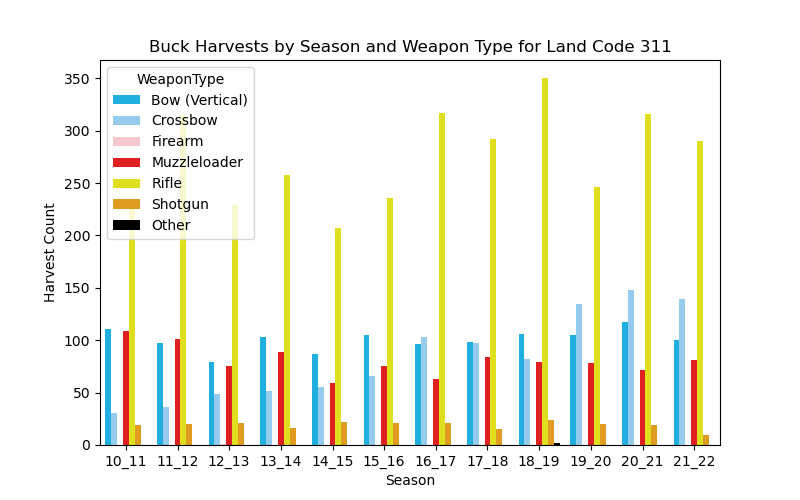 Buck Harvests by Season and Weapon Type for Land Code 311
Harvest Count
350
300
250
200
150
100
50
0
WeaponType
Bow (Vertical)
Crossbow
Firearm
Muzzleloader
Rifle
Shotgun
Other
10_11 11_12 12_13 13_14 14_15 15_16 16_17 17_18 18_19 19_20 20_21 21_22
Season